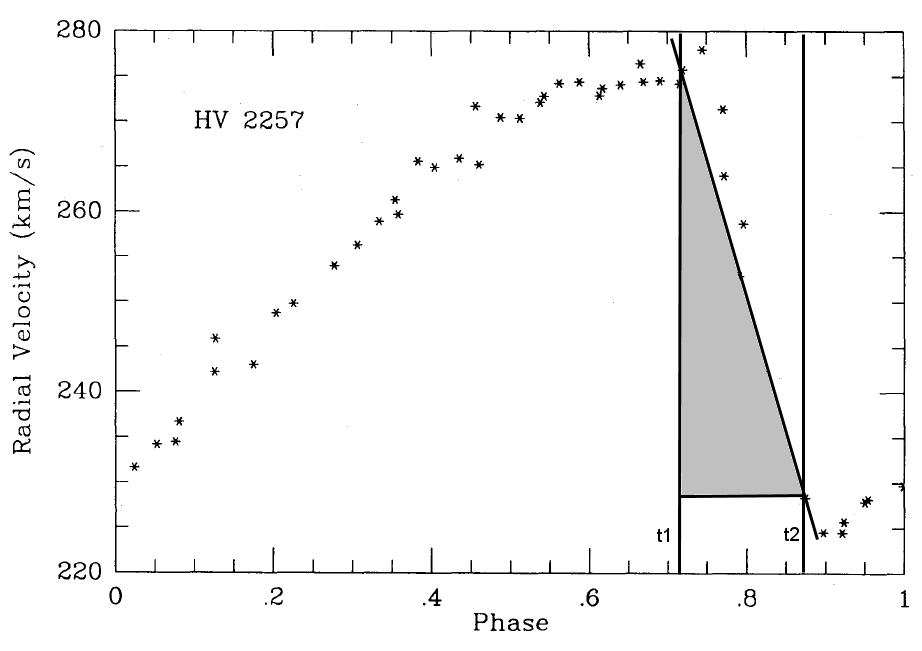 280
HV 2257
260
Radial Velocity (km/s)
240
t1
t2
220
0
.2
.4
.6
.8
1
Phase